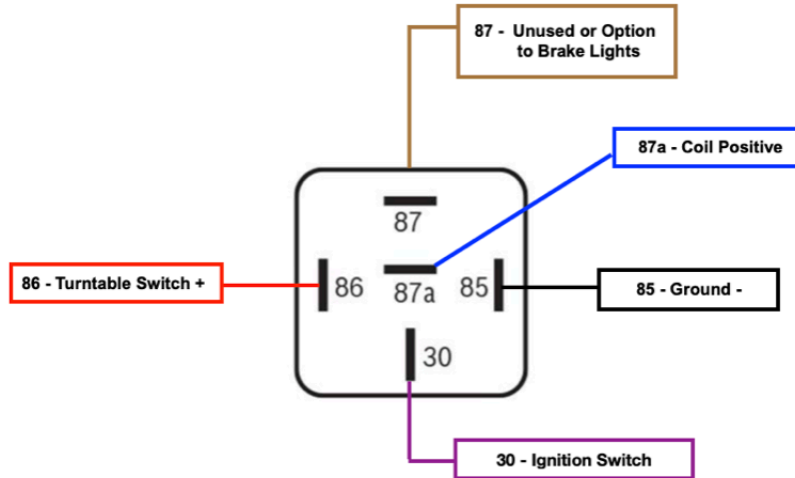 87 - Unused or Option
to Brake Lights
87a - Coil Positive
87
86 - Turntable Switch +
86
87a
85
85 - Ground -
30
30 - Ignition Switch